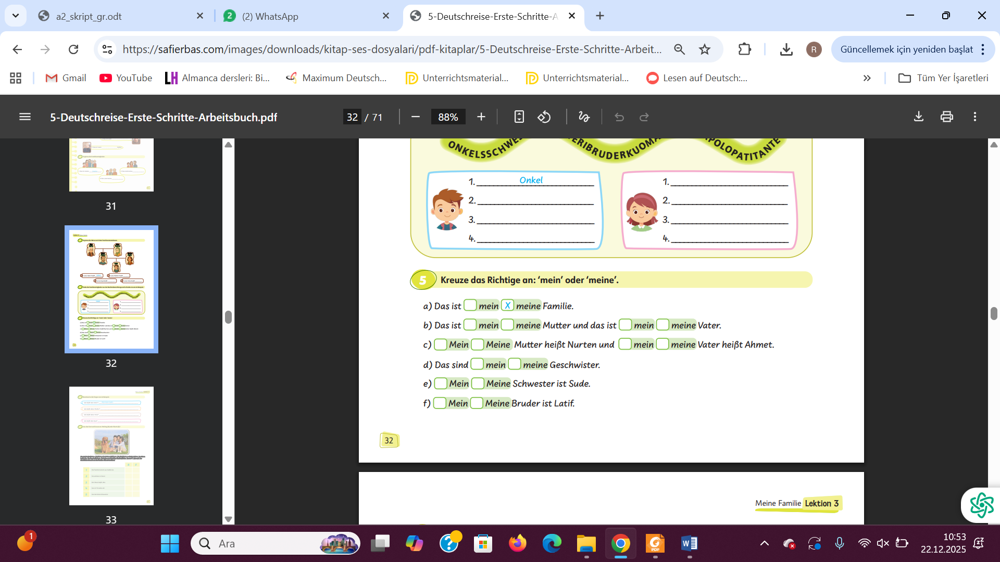 a2_skript_gr.odt
2
(2) WhatsApp
5-Deutschreise-Erste-Schritte-A
https://safierbas.com/images/downloads/kitap-ses-dosyalari/pdf-kitaplar/5-Deutschreise-Erste-Schritte-Arbeit...
R
Güncellemek için yeniden başlat
Gmail
YouTube
Almanca dersleri: Bi...
Maximum Deutsch...
Unterrichtsmaterial...
Unterrichtsmaterial...
Lesen auf Deutsch:...
Tüm Yer İşaretleri
5-Deutschreise-Erste-Schritte-Arbeitsbuch.pdf
32 / 71
88%
31
32
33
ONKELSSCHWE
ERIBRUDERKUOMA
POLOPATITANTE
1. Onkel
2.
3.
4.
1.
2.
3.
4.
5 Kreuze das Richtige an: ‘mein’ oder ‘meine’.
a) Das ist mein X meine Familie.
b) Das ist mein meine Mutter und das ist mein meine Vater.
c) Mein Meine Mutter heißt Nurten und mein meine Vater heißt Ahmet.
d) Das sind mein meine Geschwister.
e) Mein Meine Schwester ist Sude.
f) Mein Meine Bruder ist Latif.
32
Meine Familie Lektion 3
1
Ara
10:53
22.12.2025